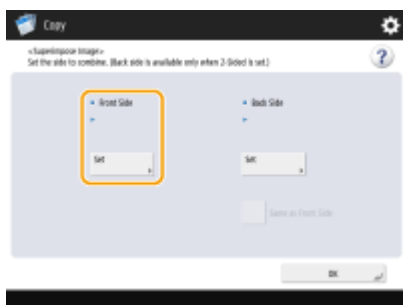 Copy
<Superimpose Image>
Set the side to combine. (Back side is available only when 2-Sided is set.)
?
Front Side
Back Side
Set
Set
Same as Front Side
OK